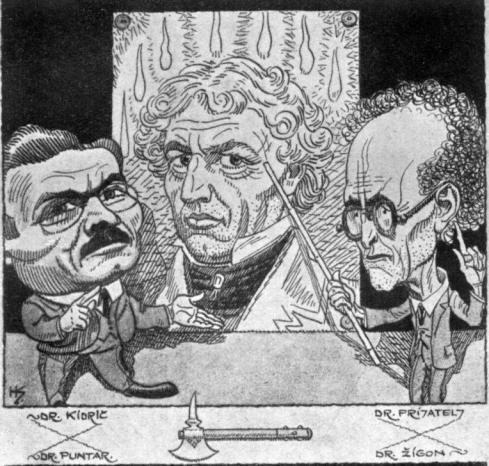 ~DR. KIDRIČ
DR. PRIJATELJ
~DR. PUNTAR.
DR. ŽIGON~